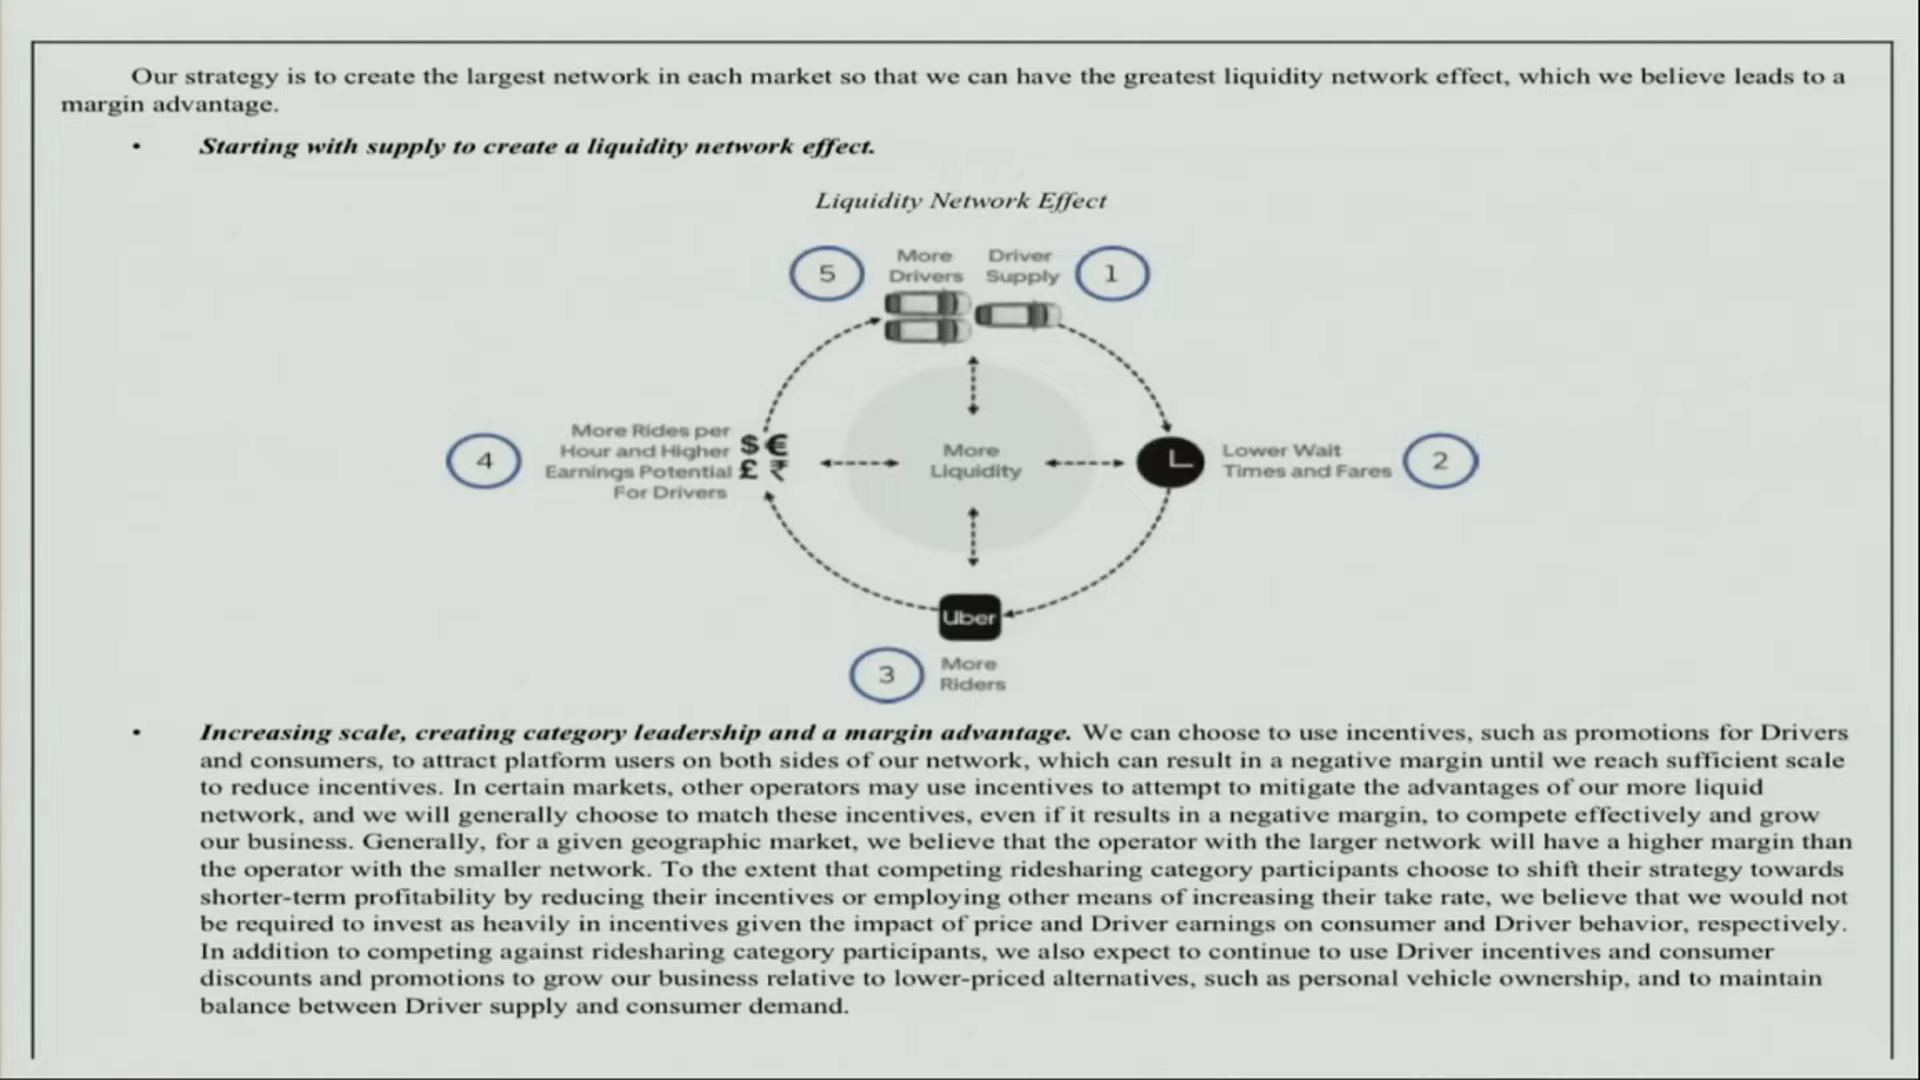 Our strategy is to create the largest network in each market so that we can have the greatest liquidity network effect, which we believe leads to a
margin advantage.
• Starting with supply to create a liquidity network effect.
Liquidity Network Effect
5
More
Drivers
Driver
Supply
1
Lower Wait
Times and Fares
2
Uber
3
More
Riders
4
More Rides per
Hour and Higher
Earnings Potential
For Drivers
$ €
£ ₹
More
Liquidity
• Increasing scale, creating category leadership and a margin advantage. We can choose to use incentives, such as promotions for Drivers
and consumers, to attract platform users on both sides of our network, which can result in a negative margin until we reach sufficient scale
to reduce incentives. In certain markets, other operators may use incentives to attempt to mitigate the advantages of our more liquid
network, and we will generally choose to match these incentives, even if it results in a negative margin, to compete effectively and grow
our business. Generally, for a given geographic market, we believe that the operator with the larger network will have a higher margin than
the operator with the smaller network. To the extent that competing ridesharing category participants choose to shift their strategy towards
shorter-term profitability by reducing their incentives or employing other means of increasing their take rate, we believe that we would not
be required to invest as heavily in incentives given the impact of price and Driver earnings on consumer and Driver behavior, respectively.
In addition to competing against ridesharing category participants, we also expect to continue to use Driver incentives and consumer
discounts and promotions to grow our business relative to lower-priced alternatives, such as personal vehicle ownership, and to maintain
balance between Driver supply and consumer demand.